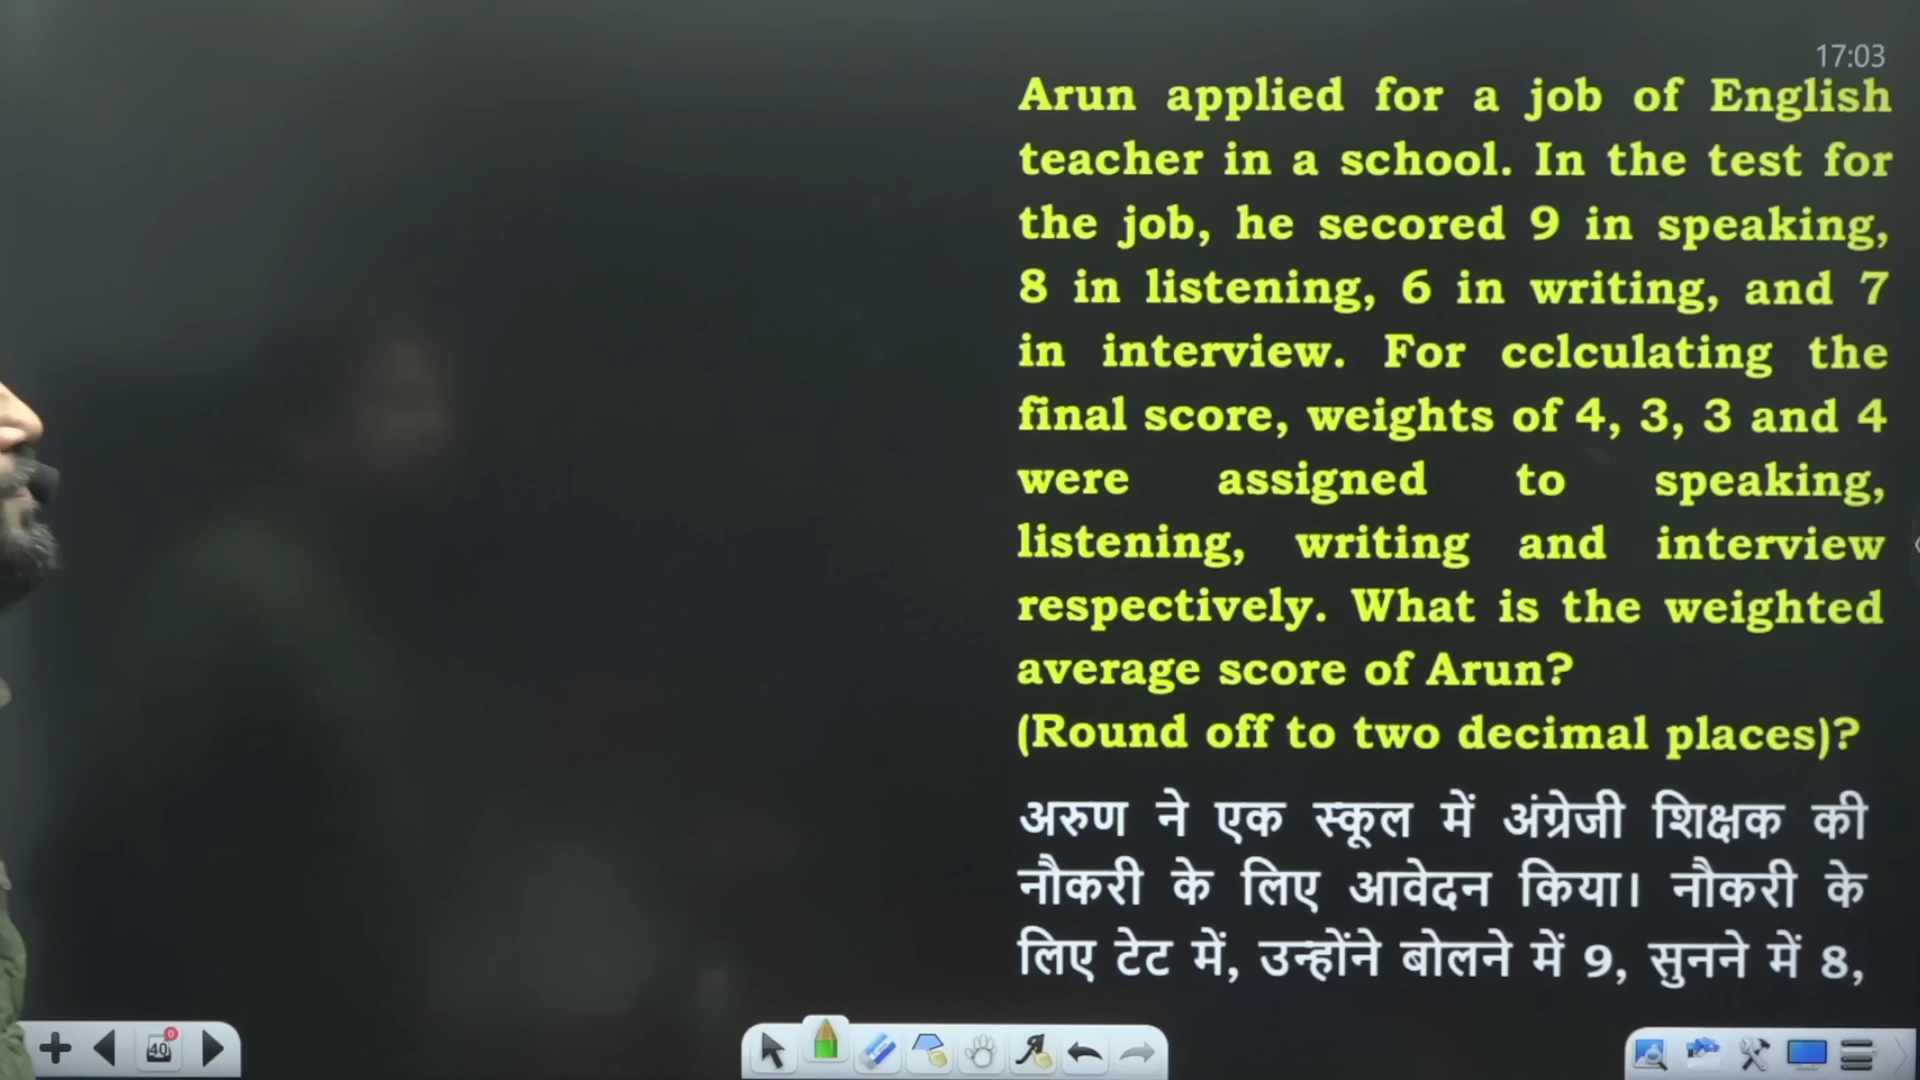 17:03
Arun applied for a job of English
teacher in a school. In the test for
the job, he secored 9 in speaking,
8 in listening, 6 in writing, and 7
in interview. For cclculating the
final score, weights of 4, 3, 3 and 4
were assigned to speaking,
listening, writing and interview
respectively. What is the weighted
average score of Arun?
(Round off to two decimal places)?
अरुण ने एक स्कूल में अंग्रेजी शिक्षक की
नौकरी के लिए आवेदन किया। नौकरी के
लिए टेट में, उन्होंने बोलने में 9, सुनने में 8,
40
0